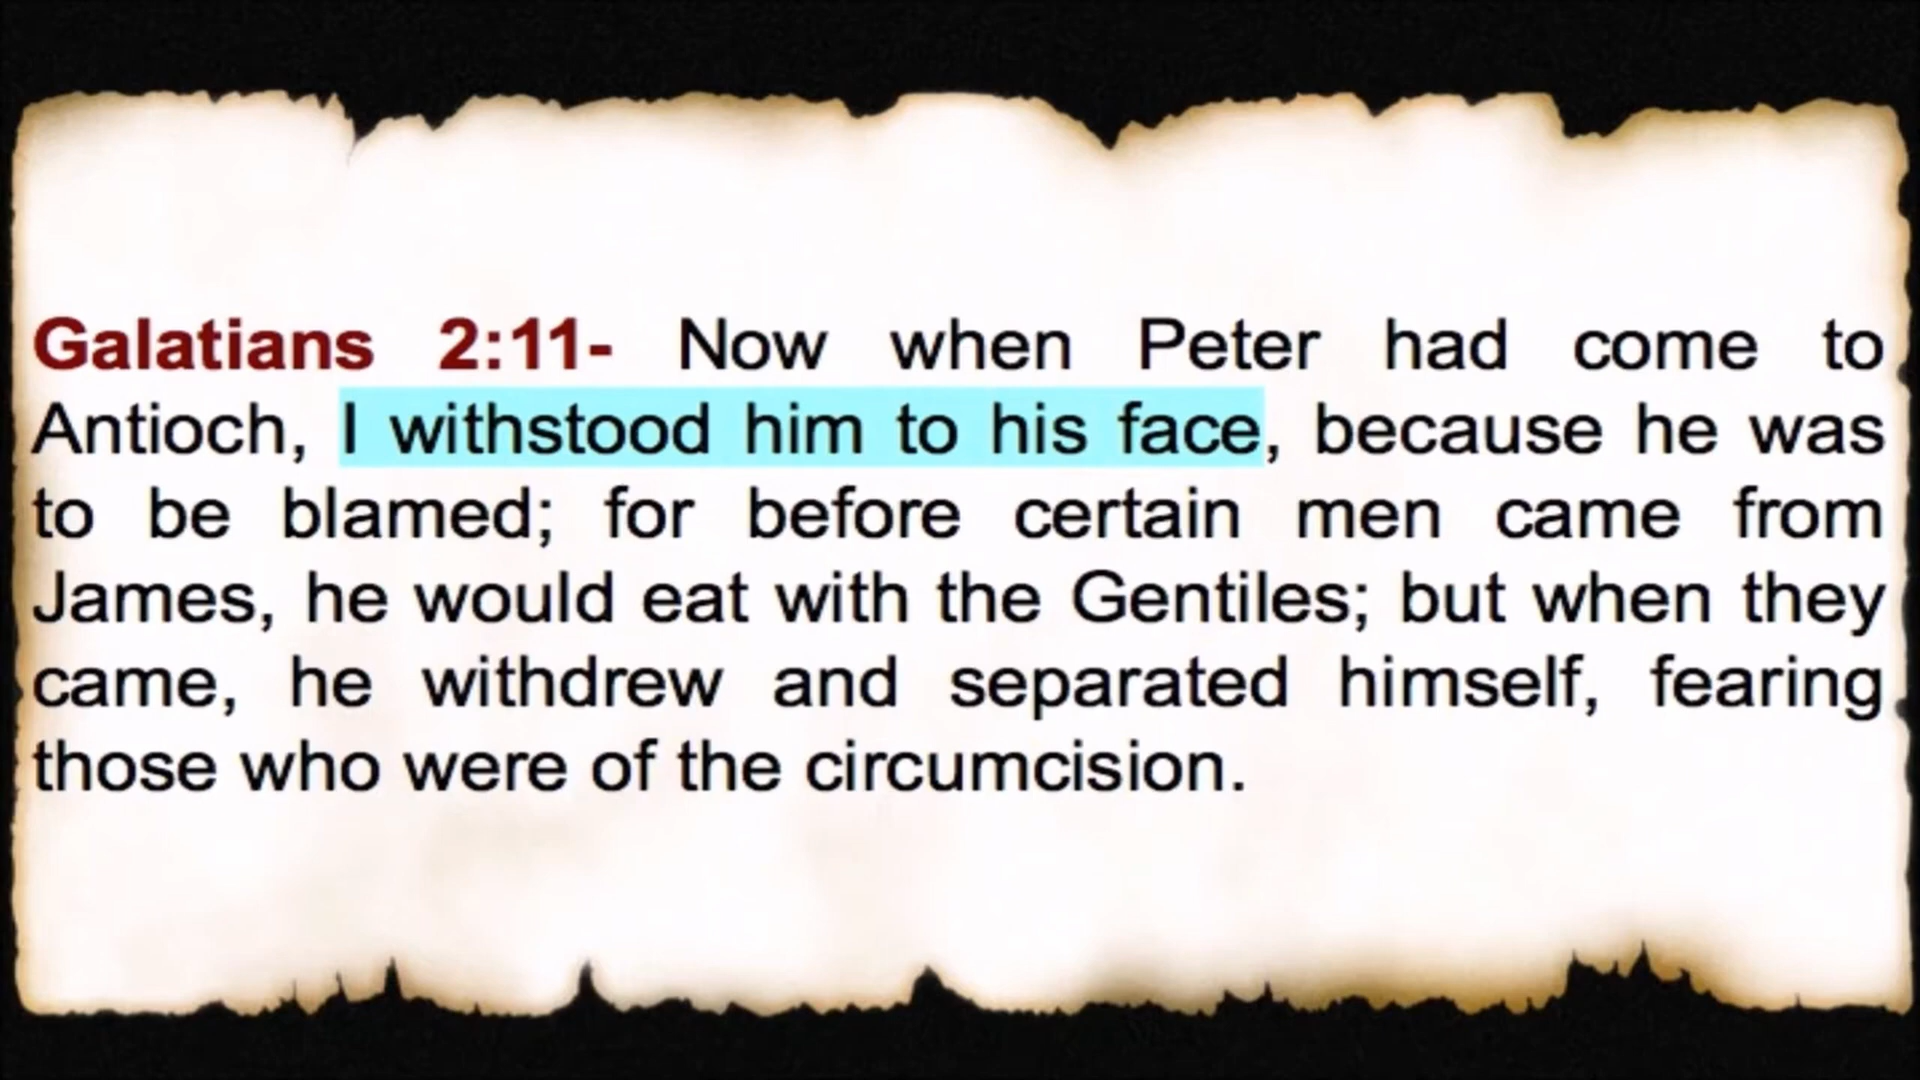 Galatians 2:11- Now when Peter had come to
Antioch, I withstood him to his face, because he was
to be blamed; for before certain men came from
James, he would eat with the Gentiles; but when they
came, he withdrew and separated himself, fearing
those who were of the circumcision.